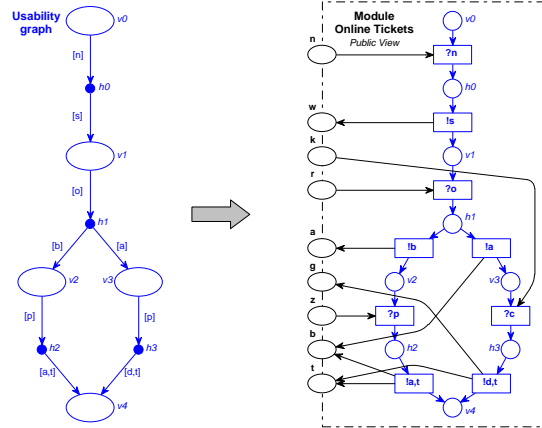 Usability
graph
v0
[n]
h0
[s]
v1
[o]
h1
[b]
[a]
v2
v3
[p]
[p]
h2
h3
[a,t]
[d,t]
v4
Module
Online Tickets
Public View
v0
n
?n
h0
w
!s
k
v1
r
?o
h1
a
!b
!a
g
v2
v3
z
?p
?c
b
h2
h3
t
!a,t
!d,t
v4